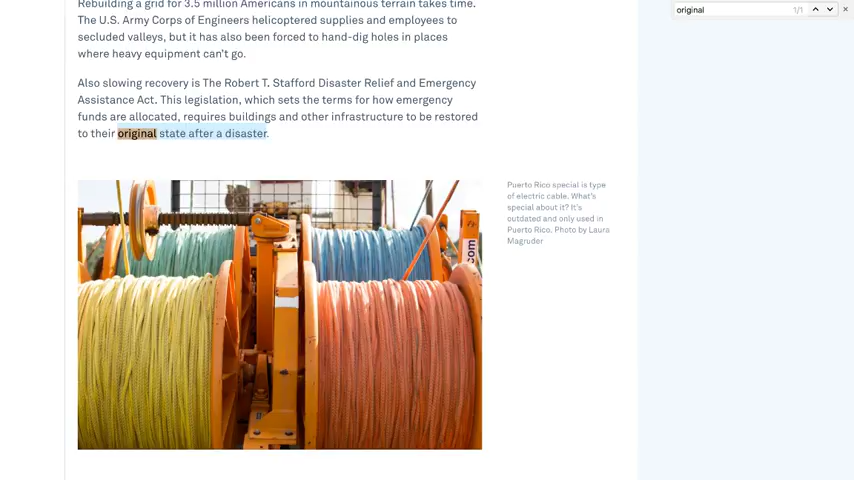 original
1/1
Rebuilding a grid for 3.5 million Americans in mountainous terrain takes time.
The U.S. Army Corps of Engineers helicoptered supplies and employees to
secluded valleys, but it has also been forced to hand-dig holes in places
where heavy equipment can’t go.
Also slowing recovery is The Robert T. Stafford Disaster Relief and Emergency
Assistance Act. This legislation, which sets the terms for how emergency
funds are allocated, requires buildings and other infrastructure to be restored
to their original state after a disaster.
Puerto Rico special is type
of electric cable. What's
special about it? It's
outdated and only used in
Puerto Rico. Photo by Laura
Magruder
com